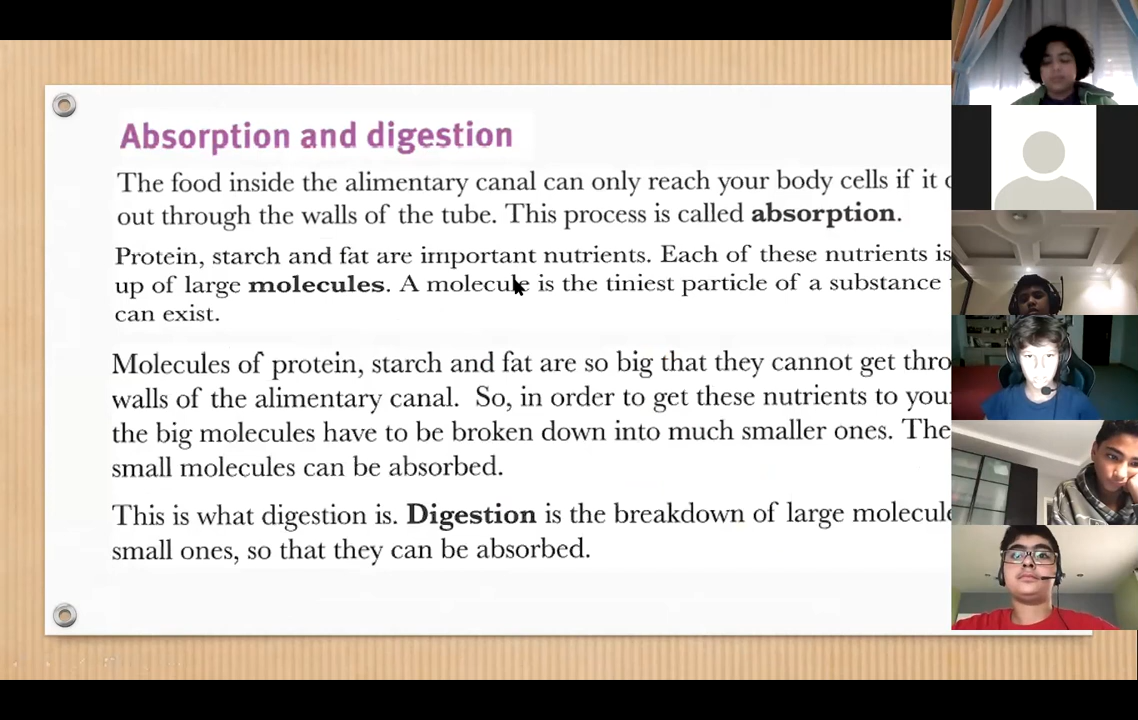 Absorption and digestion
The food inside the alimentary canal can only reach your body cells if it
out through the walls of the tube. This process is called absorption.
Protein, starch and fat are important nutrients. Each of these nutrients is
up of large molecules. A molecule is the tiniest particle of a substance
can exist.
Molecules of protein, starch and fat are so big that they cannot get thro
walls of the alimentary canal. So, in order to get these nutrients to you
the big molecules have to be broken down into much smaller ones. The
small molecules can be absorbed.
This is what digestion is. Digestion is the breakdown of large molecule
small ones, so that they can be absorbed.